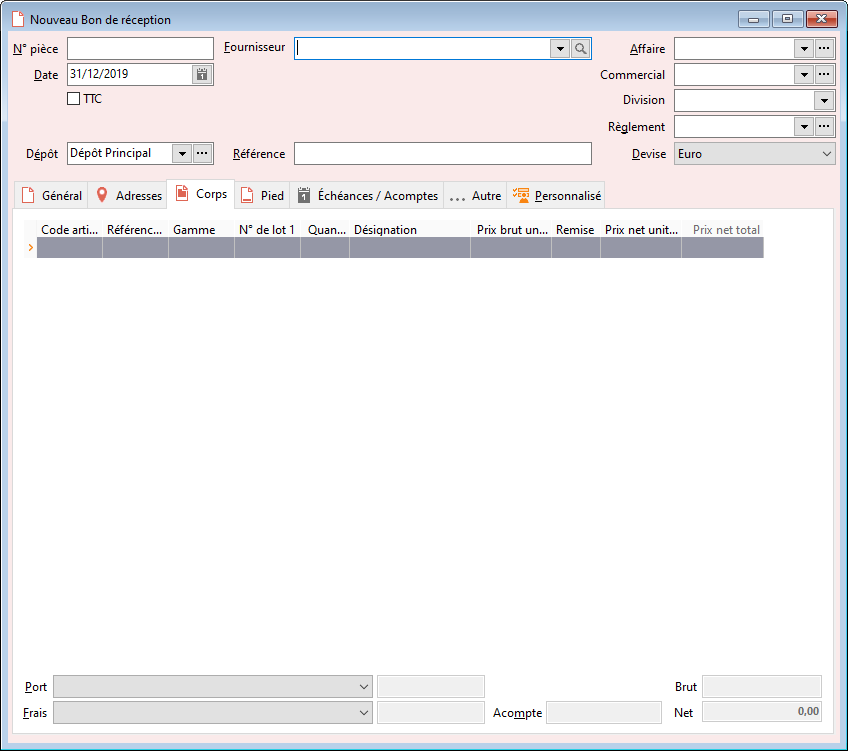 Nouveau Bon de réception
N° pièce
Fournisseur
Affaire
Date 31/12/2019
Commercial
TTC
Division
Règlement
Dépôt Dépôt Principal
Référence
Devise Euro
Général Adresses Corps Pied Échéances / Acomptes ... Autre Personnalisé
Code arti... Référenc... Gamme N° de lot 1 Quan... Désignation Prix brut un... Remise Prix net unit... Prix net total
Port
Brut
Frais
Acompte
Net 0,00